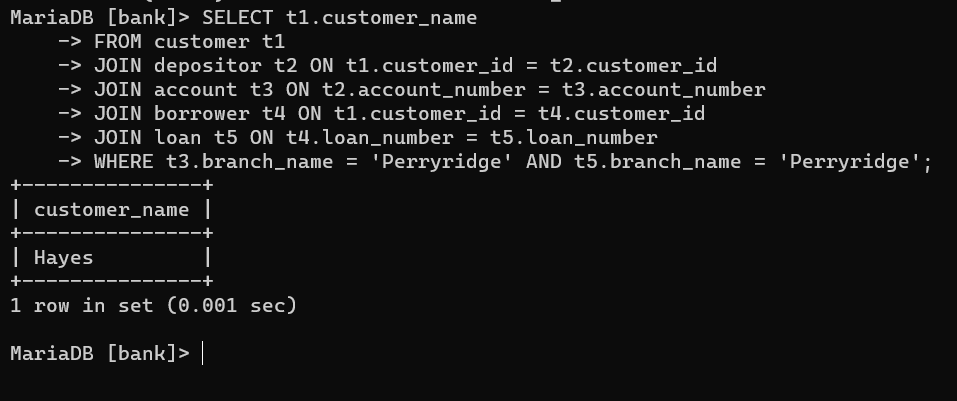 MariaDB [bank]> SELECT t1.customer_name
    -> FROM customer t1
    -> JOIN depositor t2 ON t1.customer_id = t2.customer_id
    -> JOIN account t3 ON t2.account_number = t3.account_number
    -> JOIN borrower t4 ON t1.customer_id = t4.customer_id
    -> JOIN loan t5 ON t4.loan_number = t5.loan_number
    -> WHERE t3.branch_name = 'Perryridge' AND t5.branch_name = 'Perryridge';
+---------------+
| customer_name |
+---------------+
| Hayes         |
+---------------+
1 row in set (0.001 sec)
MariaDB [bank]>